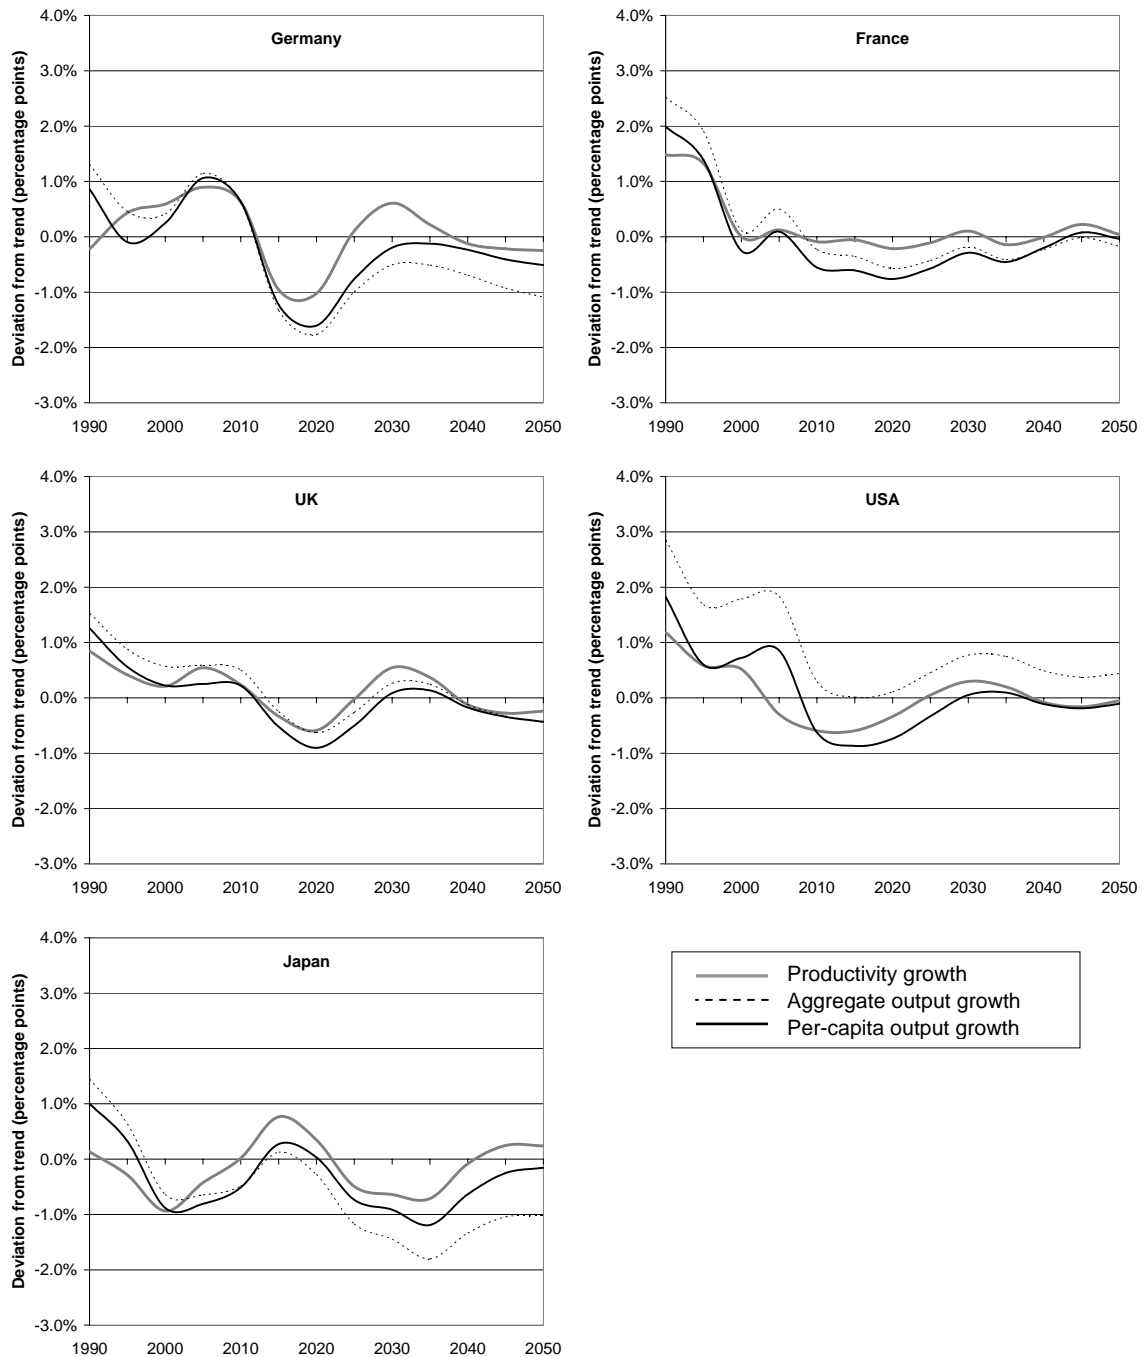 Germany
Deviation from trend (percentage points)
4.0%
3.0%
2.0%
1.0%
0.0%
-1.0%
-2.0%
-3.0%
1990 2000 2010 2020 2030 2040 2050
France
Deviation from trend (percentage points)
4.0%
3.0%
2.0%
1.0%
0.0%
-1.0%
-2.0%
-3.0%
1990 2000 2010 2020 2030 2040 2050
UK
Deviation from trend (percentage points)
4.0%
3.0%
2.0%
1.0%
0.0%
-1.0%
-2.0%
-3.0%
1990 2000 2010 2020 2030 2040 2050
USA
Deviation from trend (percentage points)
4.0%
3.0%
2.0%
1.0%
0.0%
-1.0%
-2.0%
-3.0%
1990 2000 2010 2020 2030 2040 2050
Japan
Deviation from trend (percentage points)
4.0%
3.0%
2.0%
1.0%
0.0%
-1.0%
-2.0%
-3.0%
1990 2000 2010 2020 2030 2040 2050
Productivity growth
Aggregate output growth
Per-capita output growth